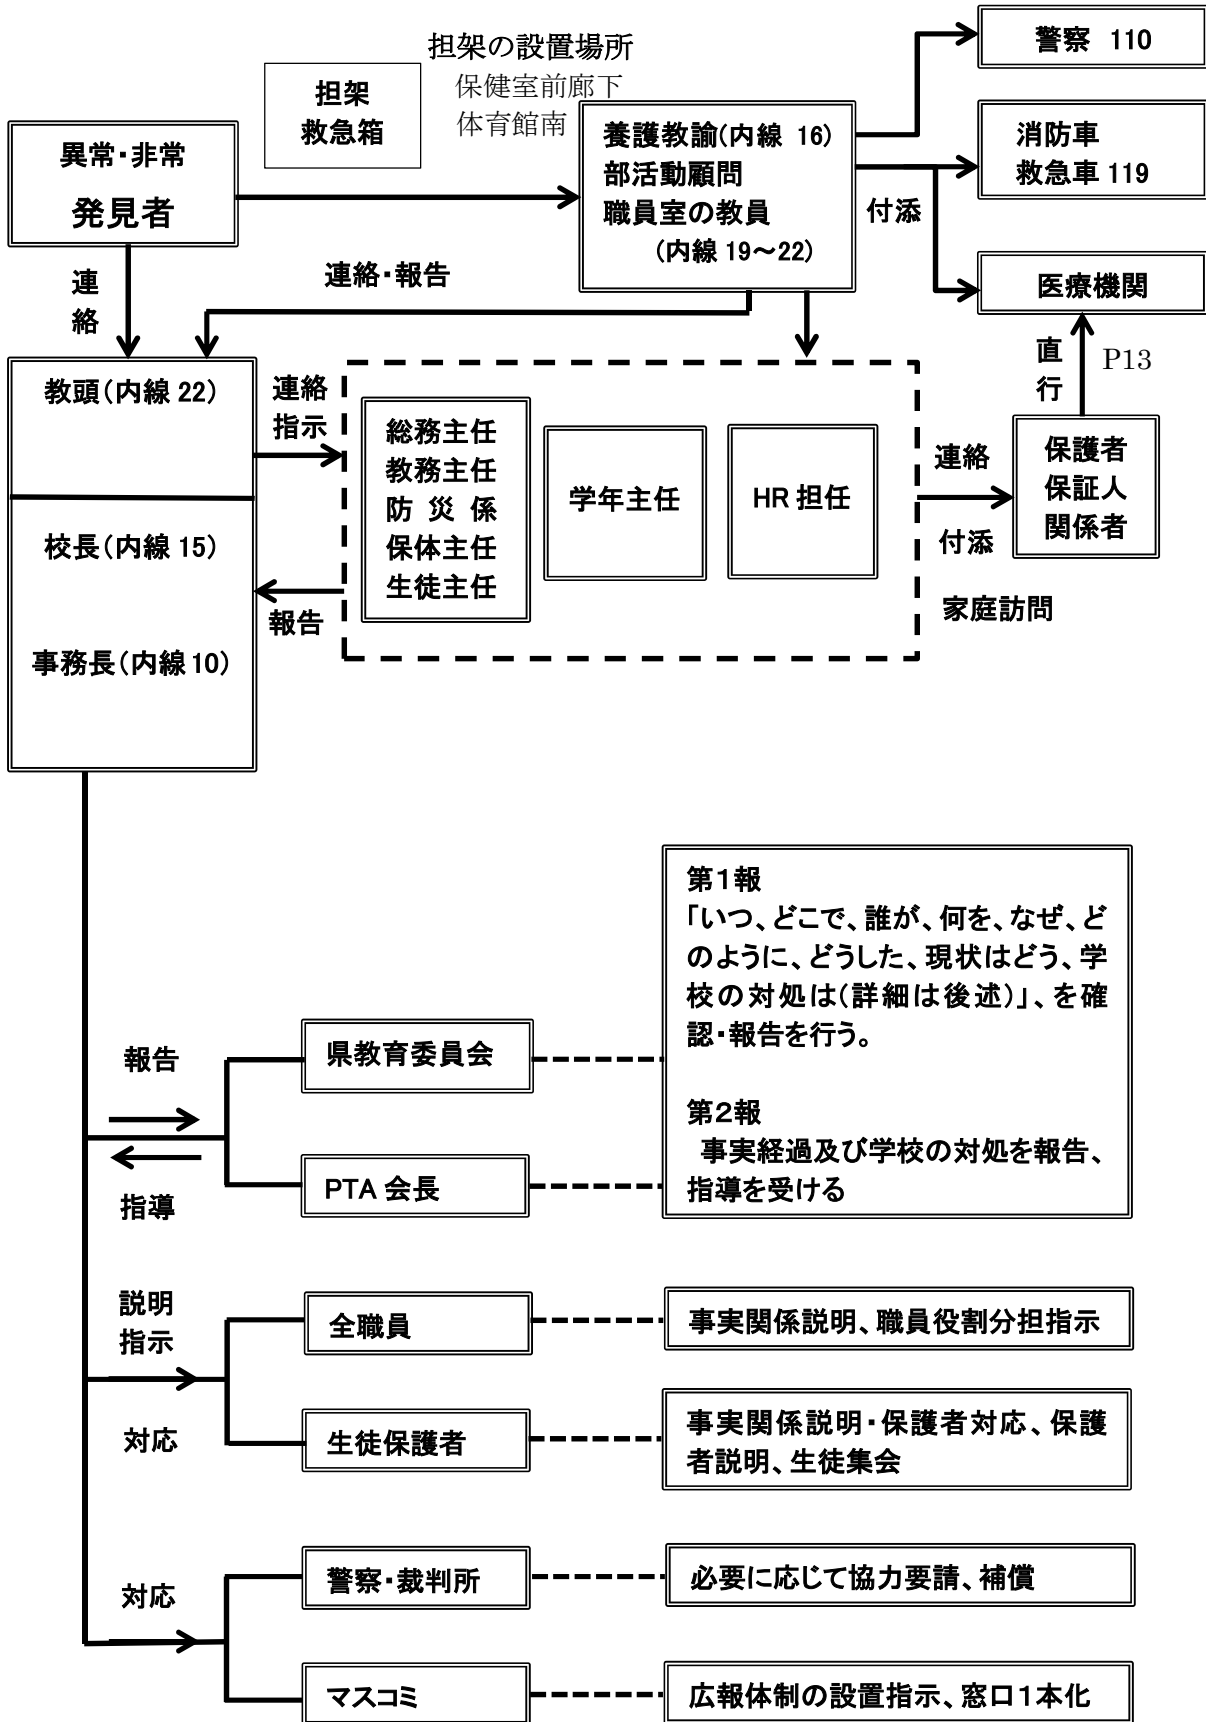 担架の設置場所
保健室前廊下
体育館南
担架
救急箱
警察 110
異常・非常
発見者
養護教諭(内線 16)
部活動顧問
職員室の教員
(内線 19～22)
消防車
救急車 119
付添
医療機関
連
絡
連絡・報告
直
行
P13
教頭(内線 22)
校長(内線 15)
事務長(内線 10)
連絡
指示
報告
総務主任
教務主任
防 災 係
保体主任
生徒主任
学年主任
HR 担任
連絡
付添
家庭訪問
保護者
保証人
関係者
第1報
「いつ、どこで、誰が、何を、なぜ、ど
のように、どうした、現状はどう、学
校の対処は(詳細は後述)」、を確
認・報告を行う。
第2報
事実経過及び学校の対処を報告、
指導を受ける
報告
指導
県教育委員会
PTA 会長
説明
指示
対応
全職員
事実関係説明、職員役割分担指示
生徒保護者
事実関係説明・保護者対応、保護
者説明、生徒集会
対応
警察・裁判所
必要に応じて協力要請、補償
マスコミ
広報体制の設置指示、窓口1本化